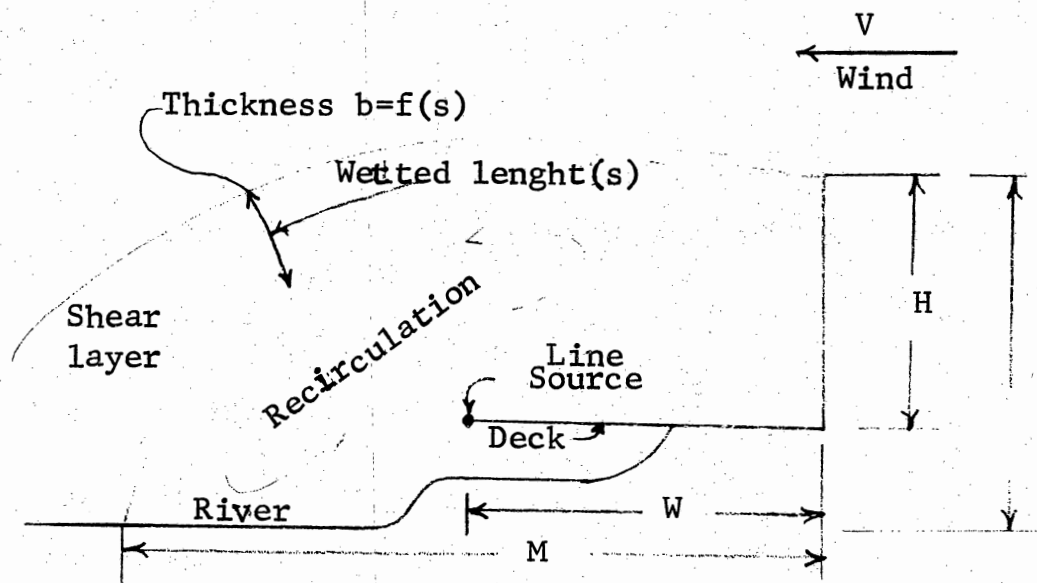 V
Wind
Thickness b=f(s)
Wetted lenght(s)
Shear
layer
Recirculation
H
Line
Source
Deck
River
W
M